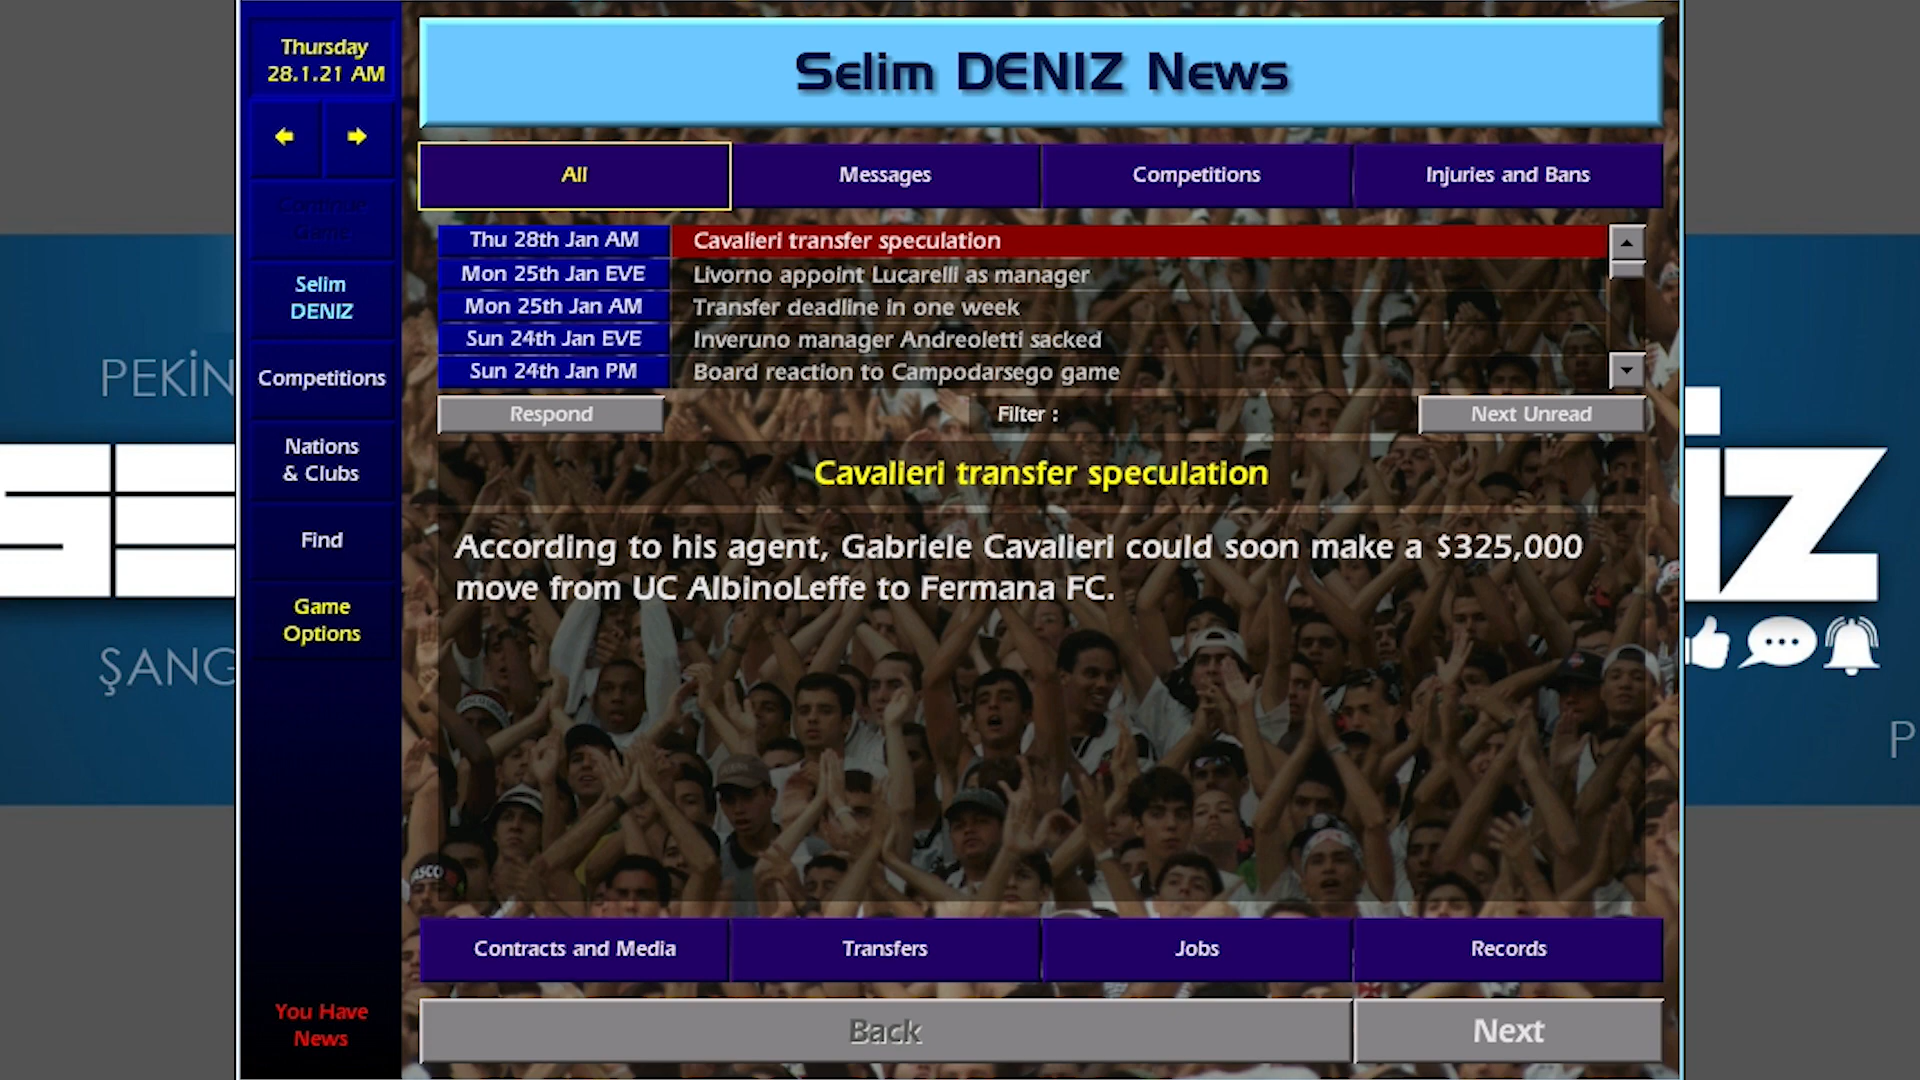 Thursday
28.1.21 AM
Continue
Game
Selim
DENIZ
Competitions
Nations
& Clubs
Find
Game
Options
You Have
News
Selim DENIZ News
All
Messages
Competitions
Injuries and Bans
Thu 28th Jan AM
Cavalieri transfer speculation
Mon 25th Jan EVE
Livorno appoint Lucarelli as manager
Mon 25th Jan AM
Transfer deadline in one week
Sun 24th Jan EVE
Inveruno manager Andreoletti sacked
Sun 24th Jan PM
Board reaction to Campodarsego game
Respond
Filter :
Next Unread
Cavalieri transfer speculation
According to his agent, Gabriele Cavalieri could soon make a $325,000
move from UC AlbinoLeffe to Fermana FC.
Contracts and Media
Transfers
Jobs
Records
Back
Next
PEKİN
ŞANG
SE
iz
P